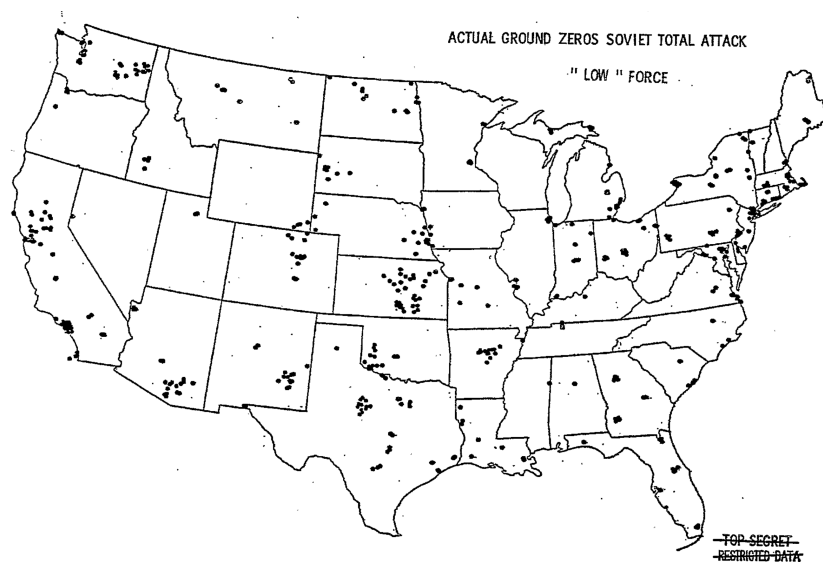 ACTUAL GROUND ZEROS SOVIET TOTAL ATTACK
" LOW " FORCE
TOP SECRET
RESTRICTED DATA